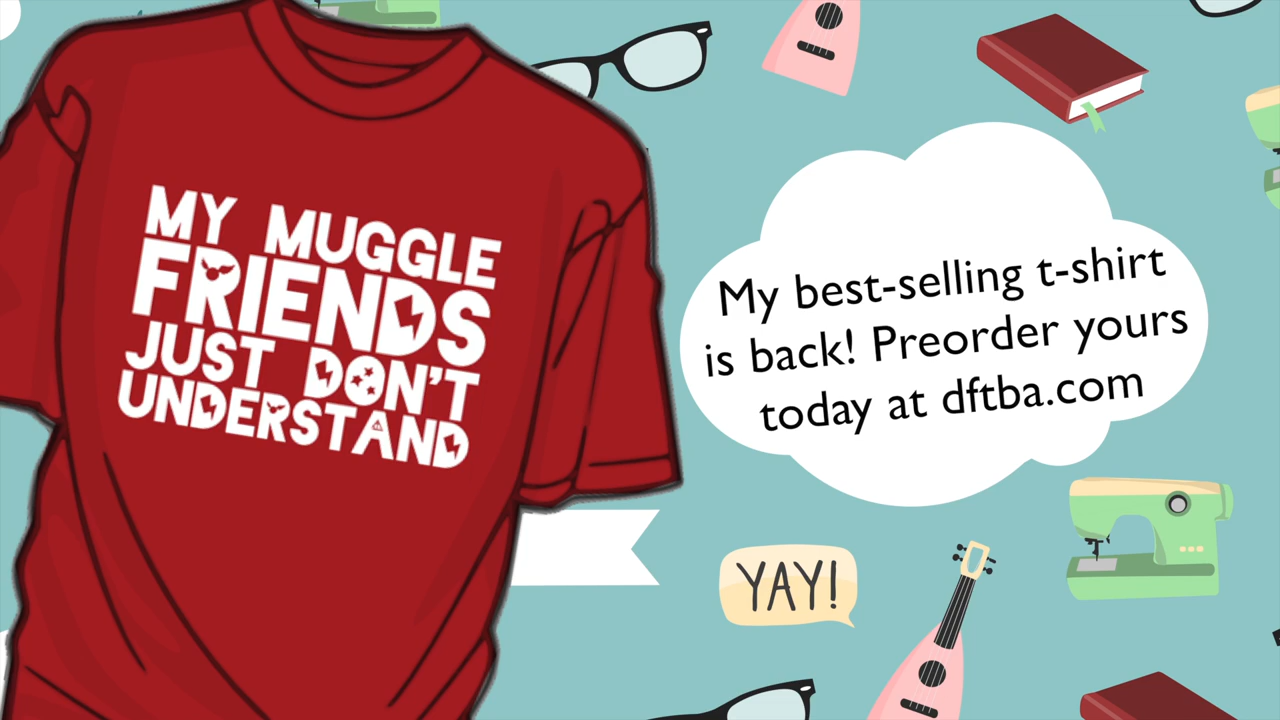 MY MUGGLE
FRIENDS
JUST DON'T
UNDERSTAND
My best-selling t-shirt
is back! Preorder yours
today at dftba.com
YAY!